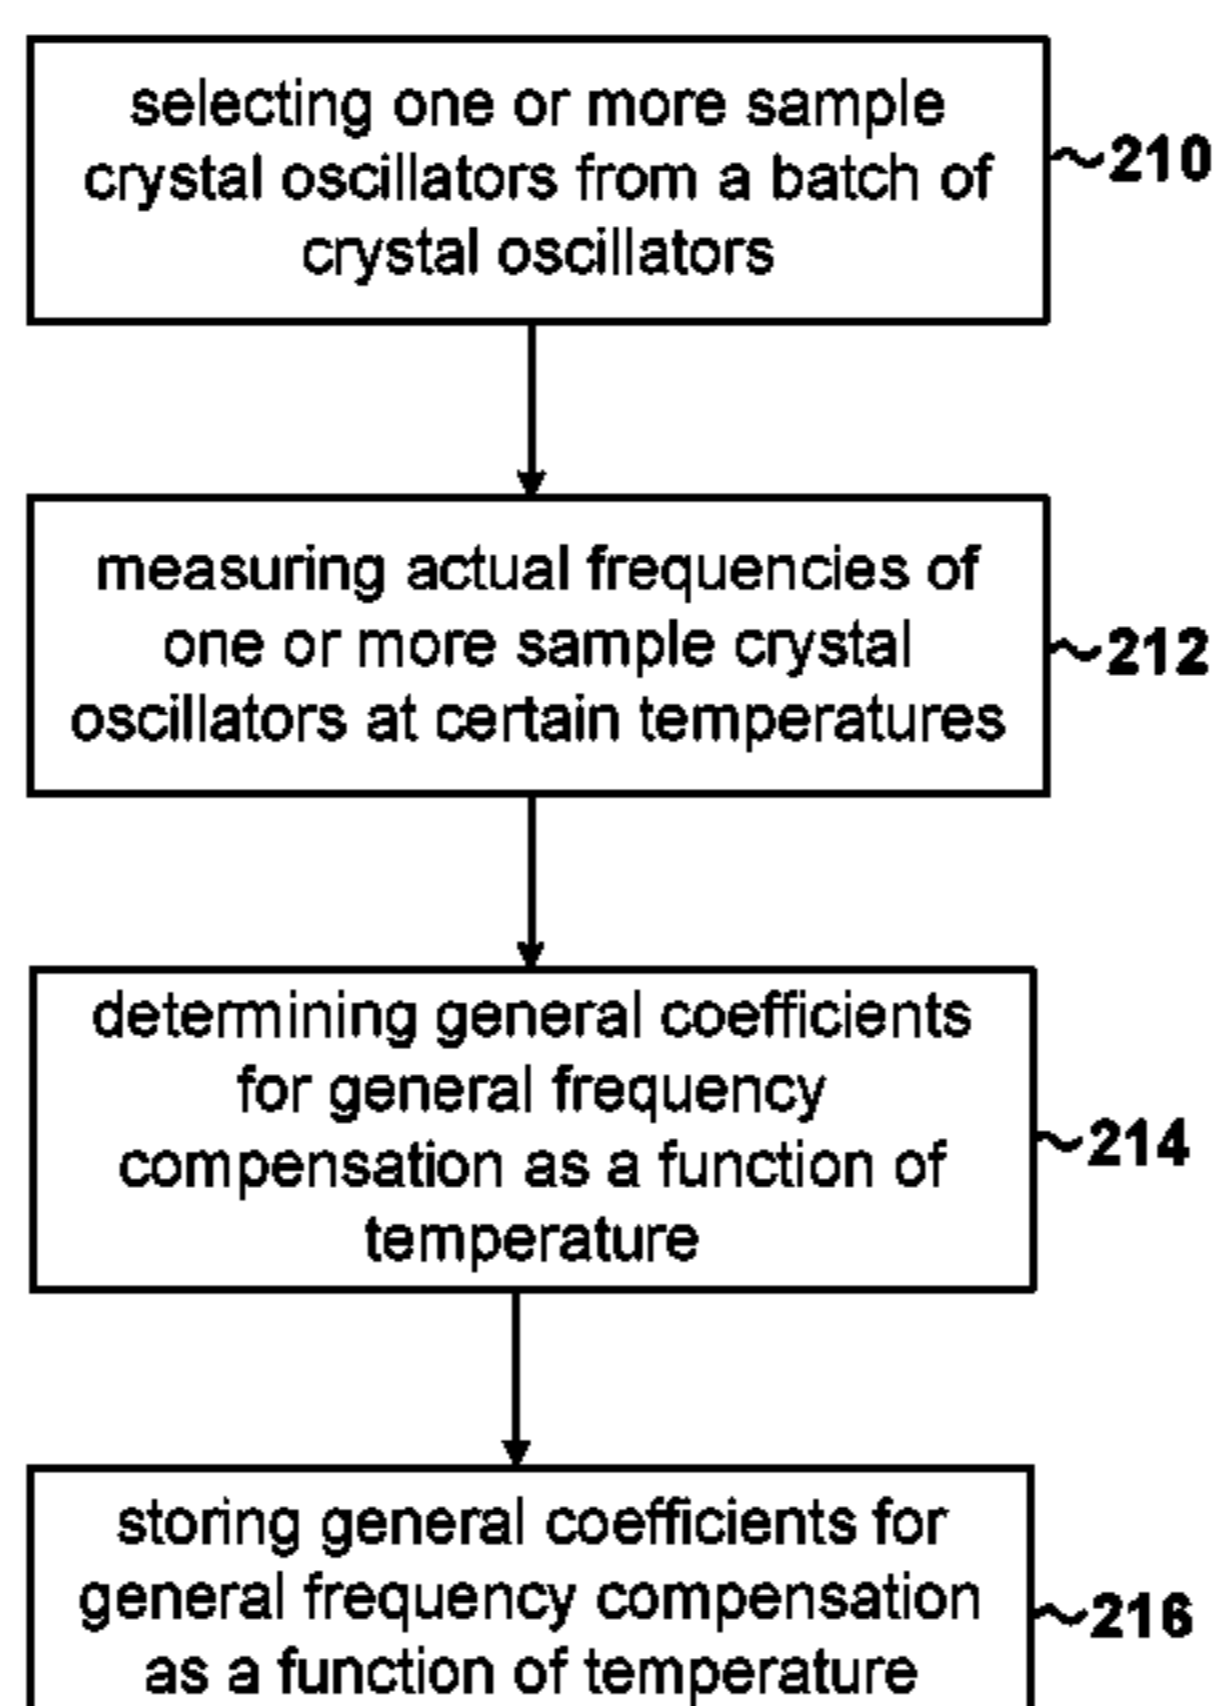 selecting one or more sample
crystal oscillators from a batch of
crystal oscillators
~210
measuring actual frequencies of
one or more sample crystal
oscillators at certain temperatures
~212
determining general coefficients
for general frequency
compensation as a function of
temperature
~214
storing general coefficients for
general frequency compensation
as a function of temperature
~216